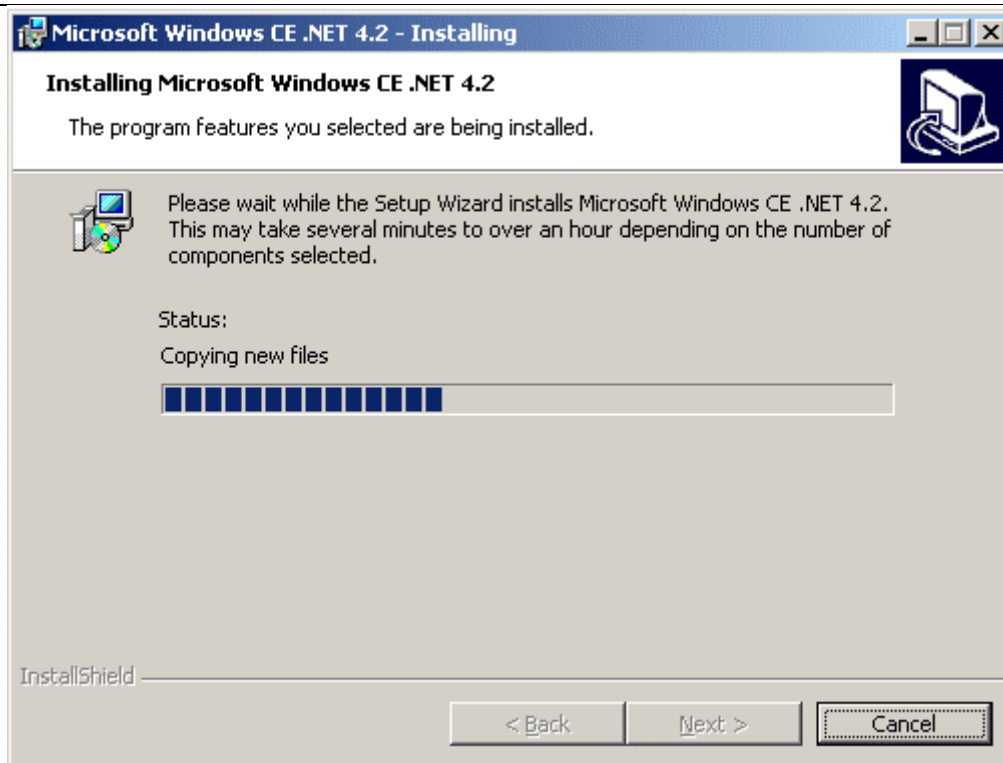 Microsoft Windows CE .NET 4.2 - Installing
Installing Microsoft Windows CE .NET 4.2
The program features you selected are being installed.
Please wait while the Setup Wizard installs Microsoft Windows CE .NET 4.2.
This may take several minutes to over an hour depending on the number of
components selected.
Status:
Copying new files
InstallShield
< Back
Next >
Cancel